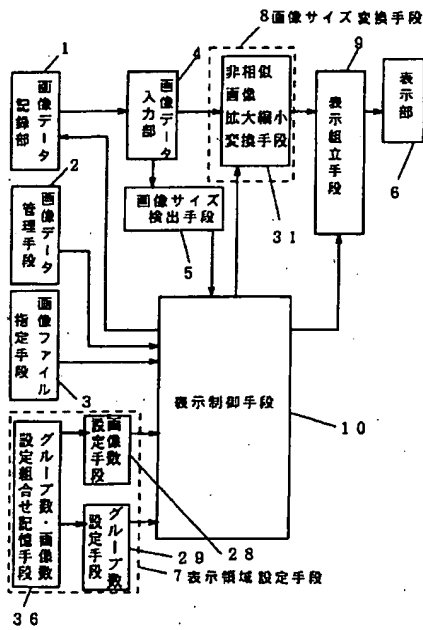 8画像サイズ変換手段
1
4
9
画像データ
記録部
画像データ
入力部
非相似
画像
拡大縮小
変換手段
表示組立手段
表示部
2
6
画像データ
管理手段
画像サイズ
検出手段
31
5
画像ファイル
指定手段
3
表示制御手段
10
グループ数・画像数
設定組合せ記憶手段
画像数
設定手段
28
グループ数
設定手段
29
7表示領域設定手段
36